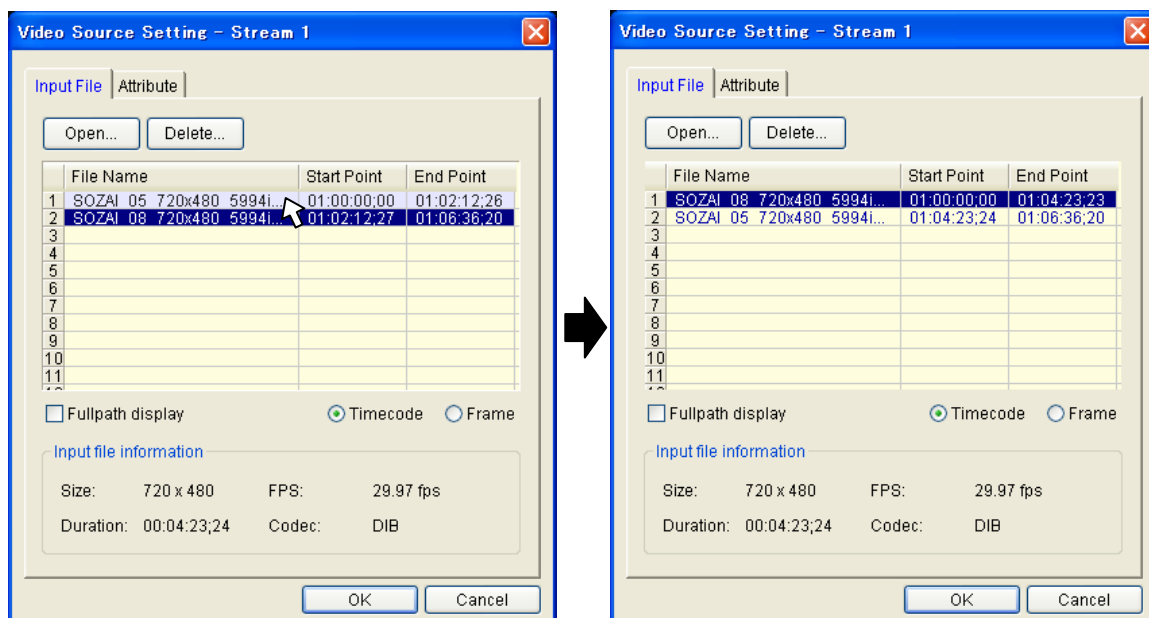 Video Source Setting - Stream 1
Input File Attribute
Open... Delete...
File Name Start Point End Point
1 SOZAI 05 720x480 5994i... 01:00:00;00 01:02:12;26
2 SOZAI 08 720x480 5994i... 01:02:12;27 01:06:36;20
3
4
5
6
7
8
9
10
11
Fullpath display Timecode Frame
Input file information
Size: 720 x 480 FPS: 29.97 fps
Duration: 00:04:23;24 Codec: DIB
OK Cancel
Video Source Setting - Stream 1
Input File Attribute
Open... Delete...
File Name Start Point End Point
1 SOZAI 08 720x480 5994i... 01:00:00;00 01:04:23;23
2 SOZAI 05 720x480 5994i... 01:04:23;24 01:06:36;20
3
4
5
6
7
8
9
10
11
Fullpath display Timecode Frame
Input file information
Size: 720 x 480 FPS: 29.97 fps
Duration: 00:04:23;24 Codec: DIB
OK Cancel